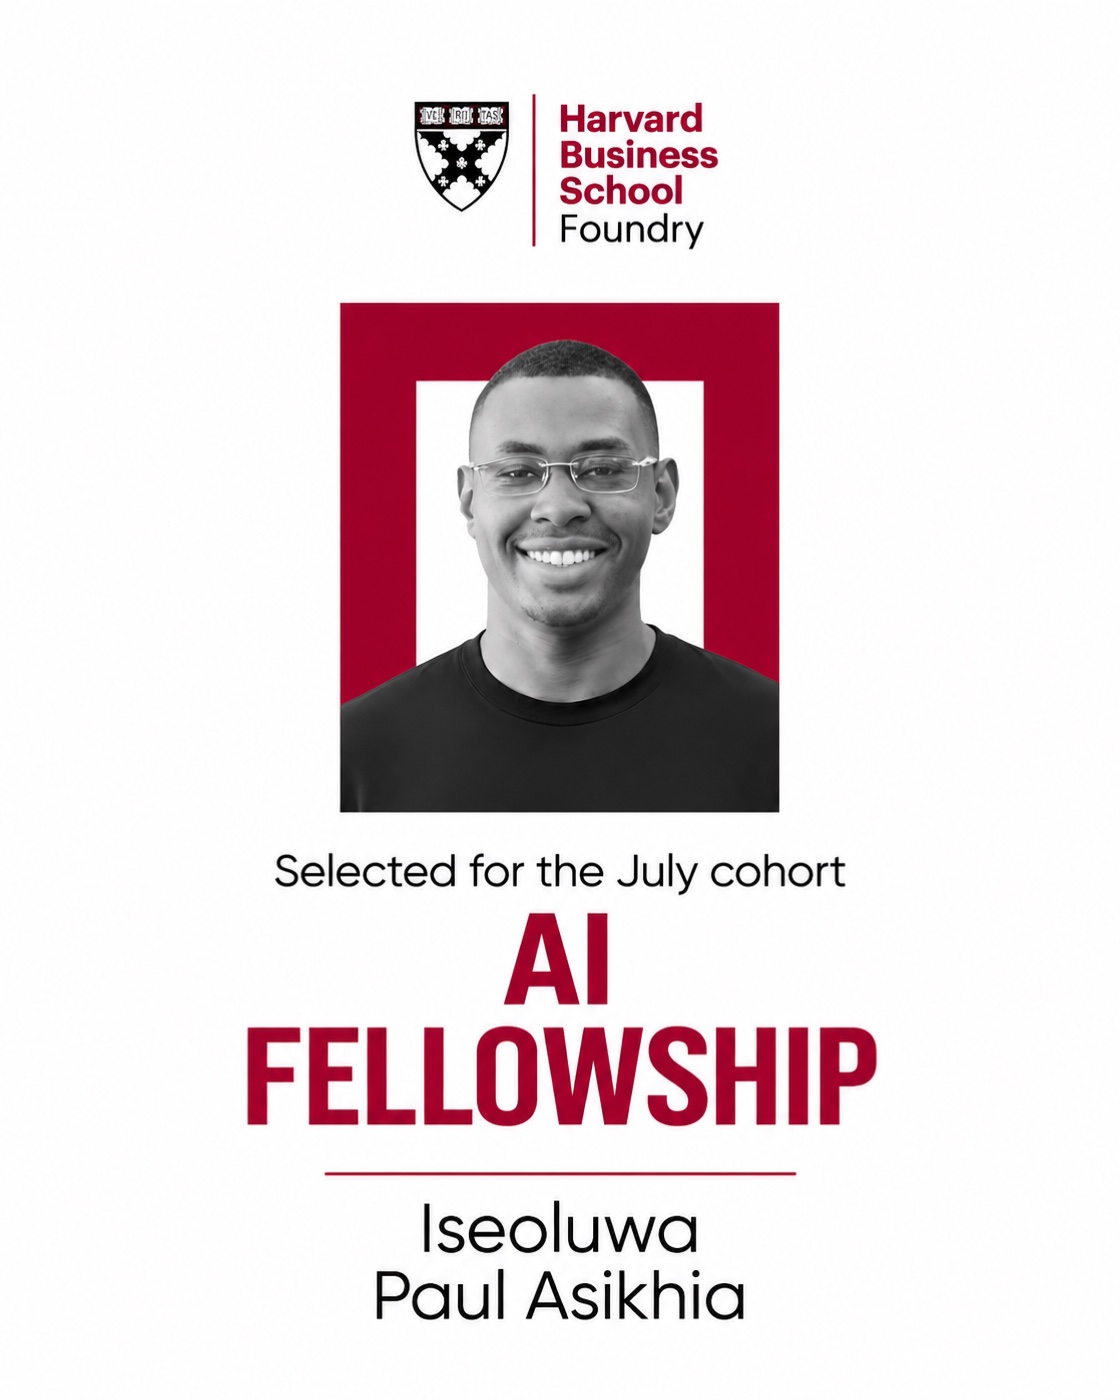 VE RI TAS
Harvard
Business
School
Foundry
Selected for the July cohort
AI
FELLOWSHIP
Iseoluwa
Paul Asikhia